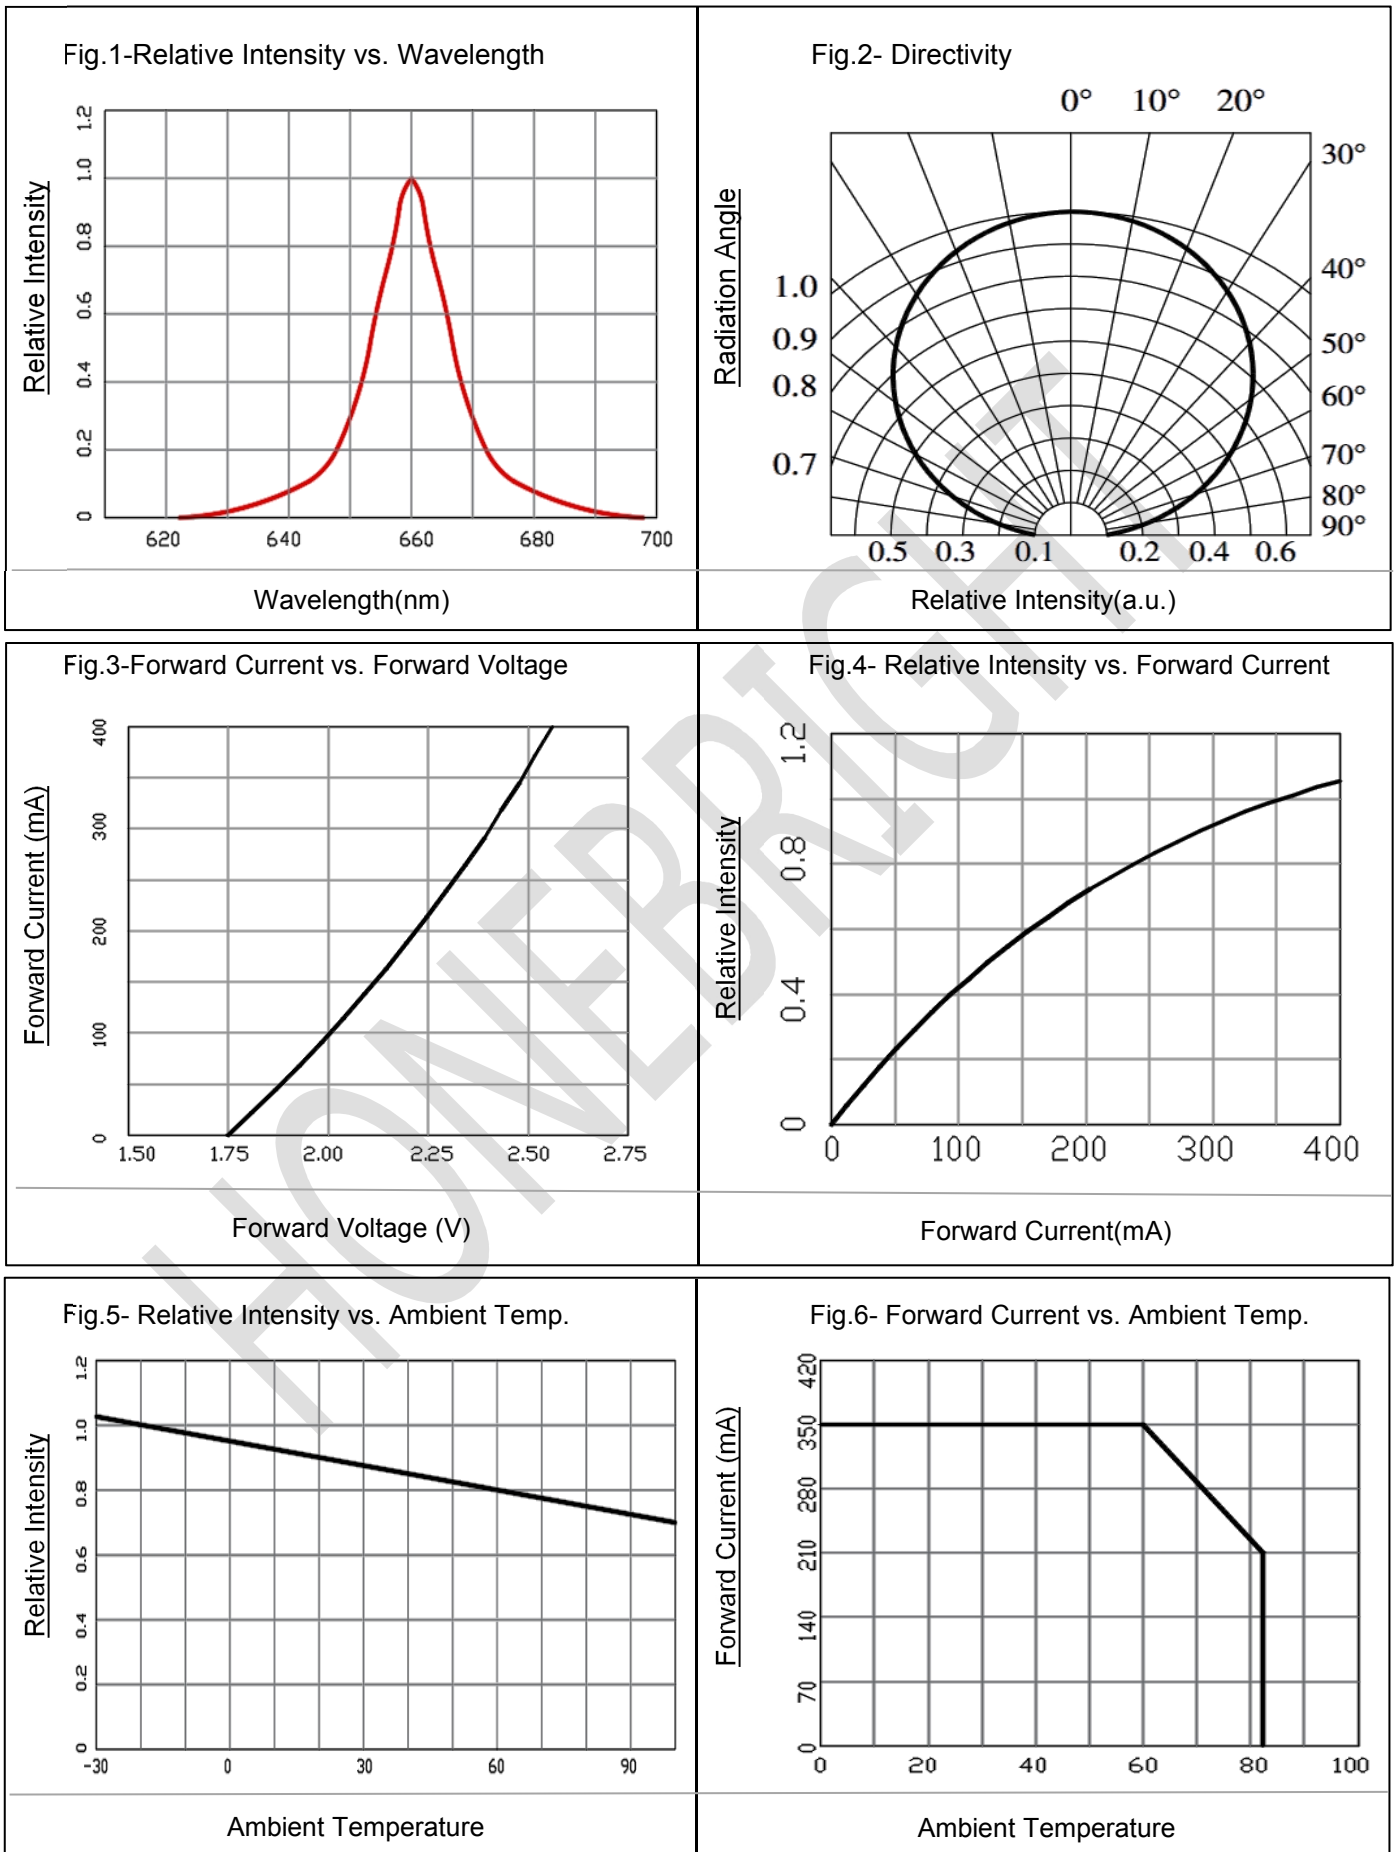 Fig.1-Relative Intensity vs. Wavelength
Relative Intensity
1.2
1.0
0.8
0.6
0.4
0.2
0
620 640 660 680 700
Wavelength(nm)
Fig.2- Directivity
0° 10° 20°
30°
40°
50°
60°
70°
80°
90°
Radiation Angle
1.0
0.9
0.8
0.7
0.5 0.3 0.1 0.2 0.4 0.6
Relative Intensity(a.u.)
Fig.3-Forward Current vs. Forward Voltage
Forward Current (mA)
400
300
200
100
0
1.50 1.75 2.00 2.25 2.50 2.75
Forward Voltage (V)
Fig.4- Relative Intensity vs. Forward Current
Relative Intensity
1.2
0.8
0.4
0
0 100 200 300 400
Forward Current(mA)
Fig.5- Relative Intensity vs. Ambient Temp.
Relative Intensity
1.2
1.0
0.8
0.6
0.4
0.2
0
-30 0 30 60 90
Ambient Temperature
Fig.6- Forward Current vs. Ambient Temp.
Forward Current (mA)
420
350
280
210
140
70
0
0 20 40 60 80 100
Ambient Temperature
HONEBRIGHT